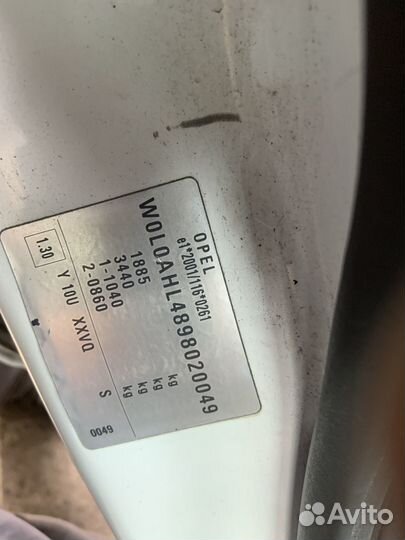 OPEL
e1*2001/116*0261
W0L0AHL4898020049
1885 kg
3440 kg
1-1040 kg
2-0860 kg
1.30 Y 10U XXVQ S
0049
Avito